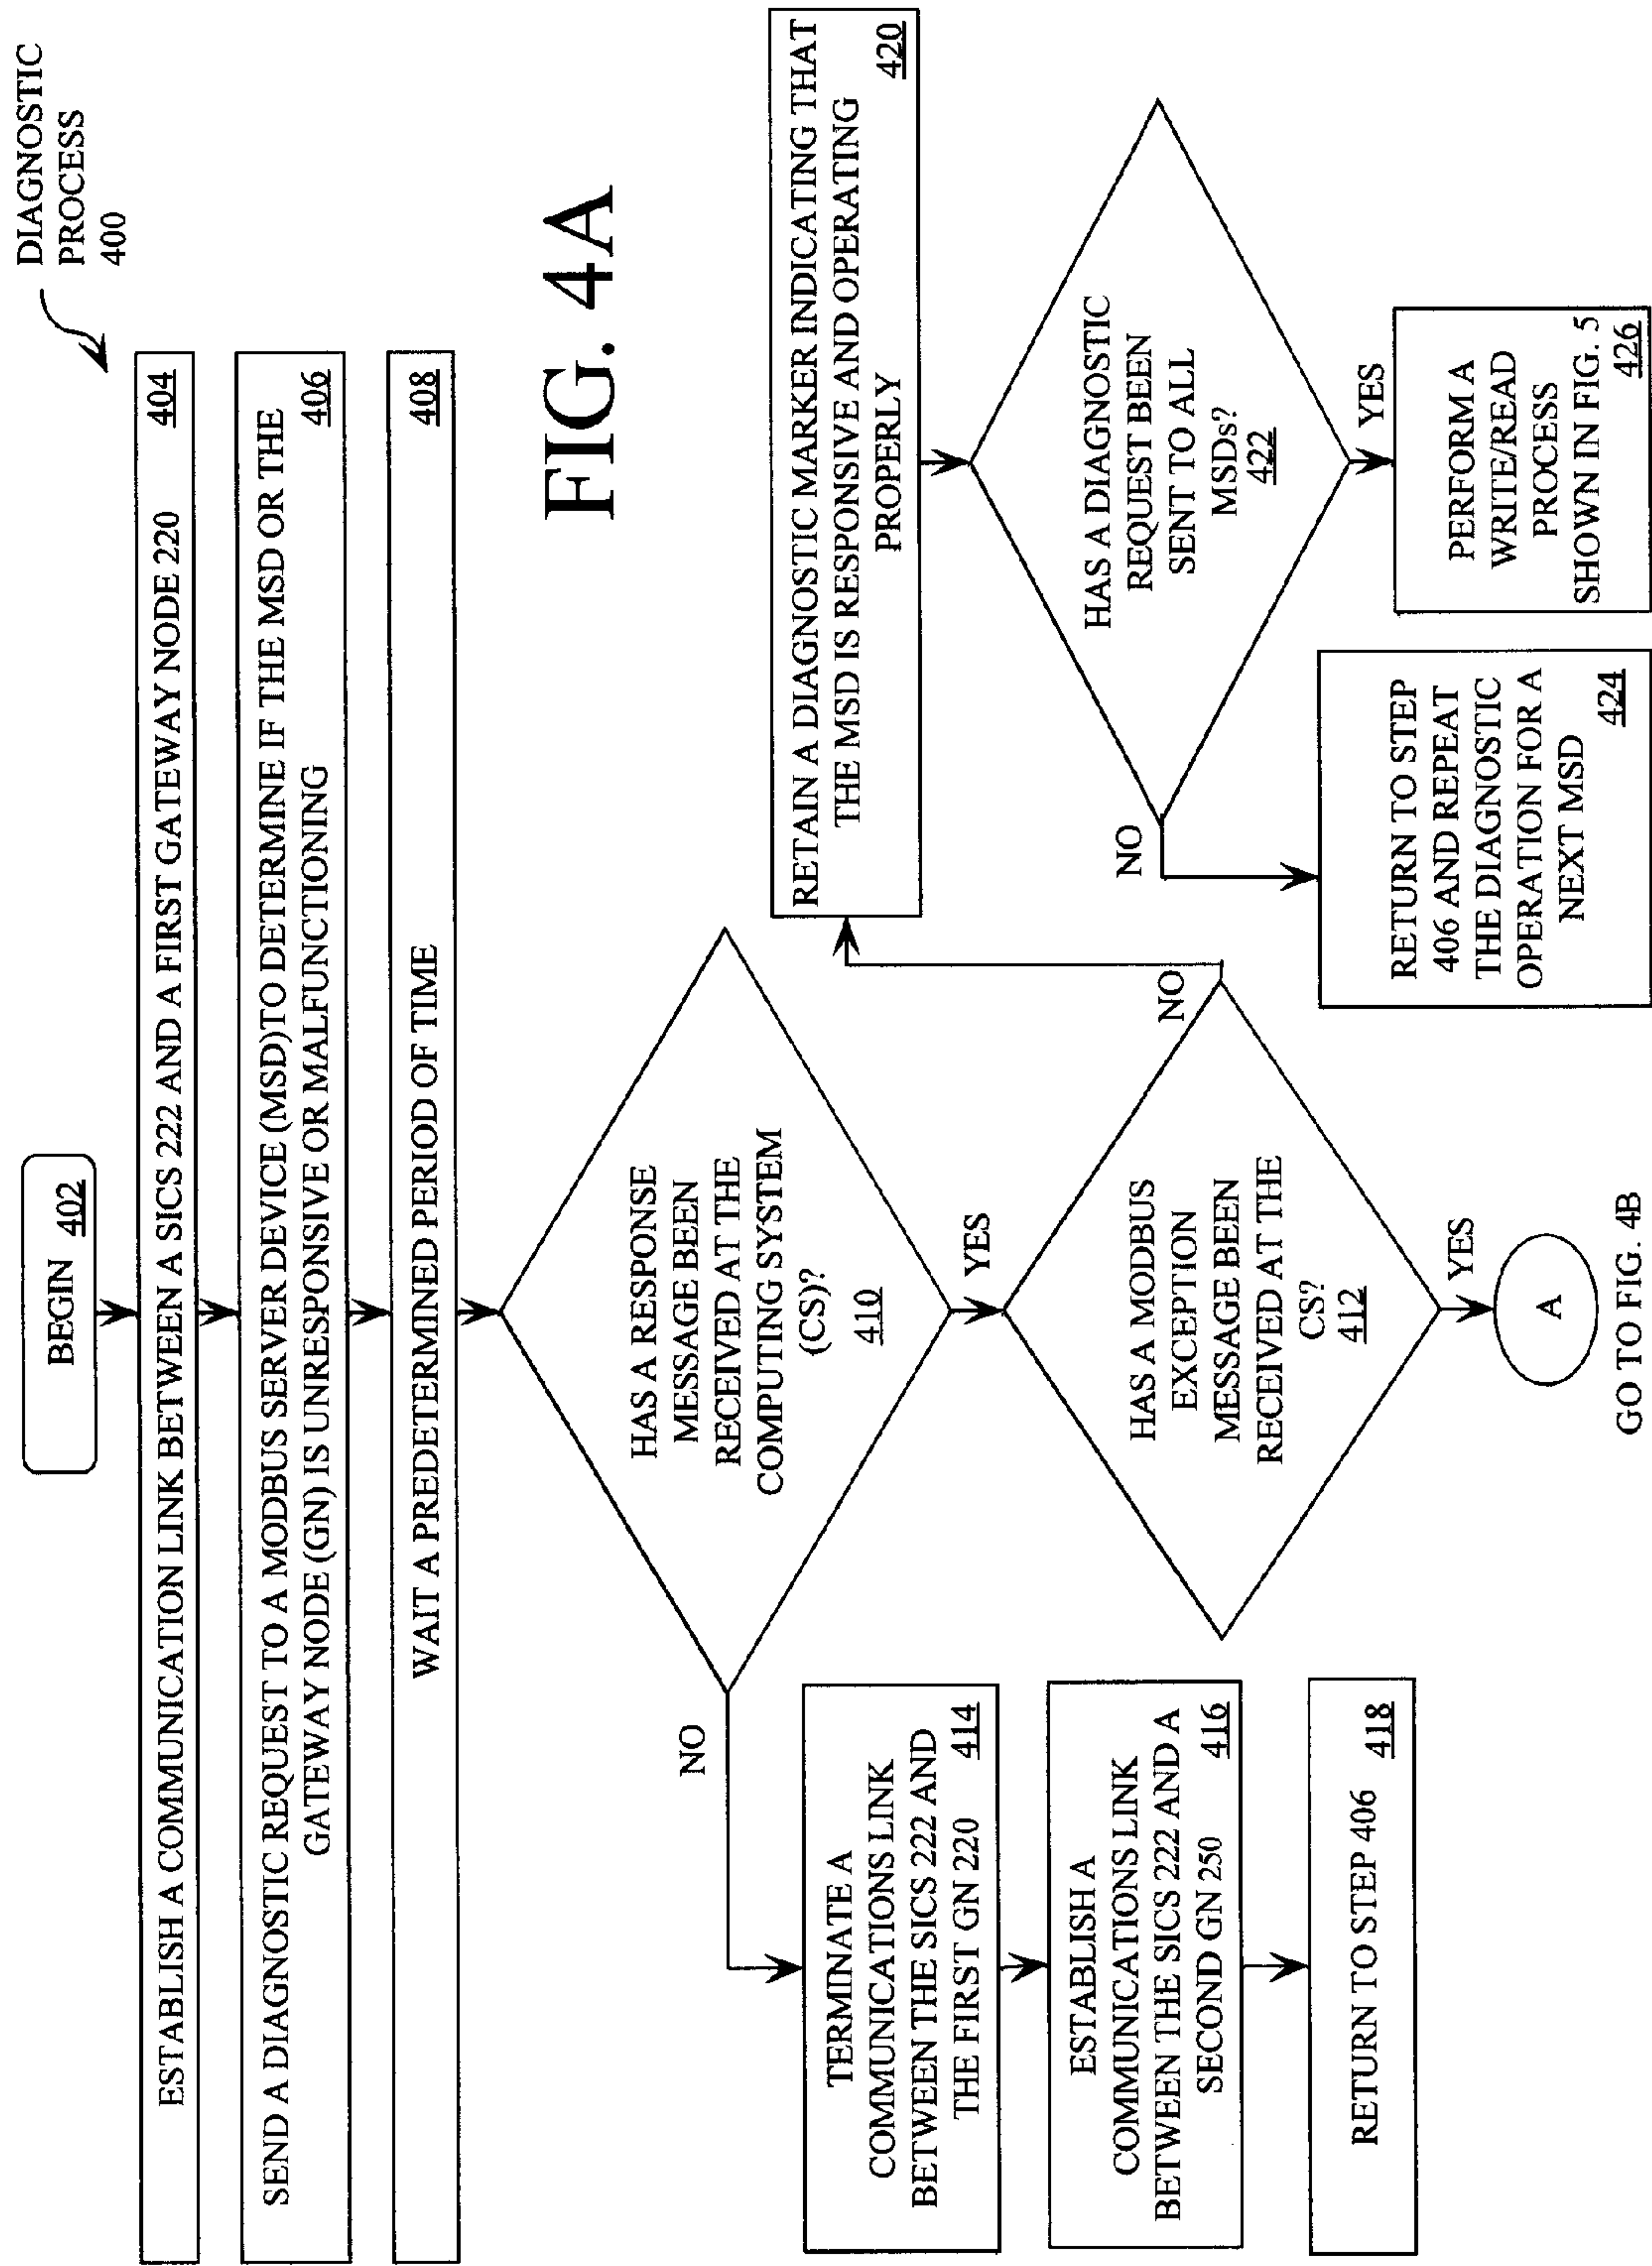 DIAGNOSTIC
PROCESS
400
BEGIN 402
ESTABLISH A COMMUNICATION LINK BETWEEN A SICS 222 AND A FIRST GATEWAY NODE 220 404
SEND A DIAGNOSTIC REQUEST TO A MODBUS SERVER DEVICE (MSD)TO DETERMINE IF THE MSD OR THE
GATEWAY NODE (GN) IS UNRESPONSIVE OR MALFUNCTIONING 406
WAIT A PREDETERMINED PERIOD OF TIME 408
HAS A RESPONSE
MESSAGE BEEN
RECEIVED AT THE
COMPUTING SYSTEM
(CS)?
410
NO
YES
TERMINATE A
COMMUNICATIONS LINK
BETWEEN THE SICS 222 AND
THE FIRST GN 220 414
ESTABLISH A
COMMUNICATIONS LINK
BETWEEN THE SICS 222 AND A
SECOND GN 250 416
RETURN TO STEP 406 418
HAS A MODBUS
EXCEPTION
MESSAGE BEEN
RECEIVED AT THE
CS?
412
NO
YES
A
GO TO FIG. 4B
FIG. 4A
RETAIN A DIAGNOSTIC MARKER INDICATING THAT
THE MSD IS RESPONSIVE AND OPERATING
PROPERLY 420
HAS A DIAGNOSTIC
REQUEST BEEN
SENT TO ALL
MSDs?
422
NO
YES
RETURN TO STEP
406 AND REPEAT
THE DIAGNOSTIC
OPERATION FOR A
NEXT MSD 424
PERFORM A
WRITE/READ
PROCESS
SHOWN IN FIG. 5
426